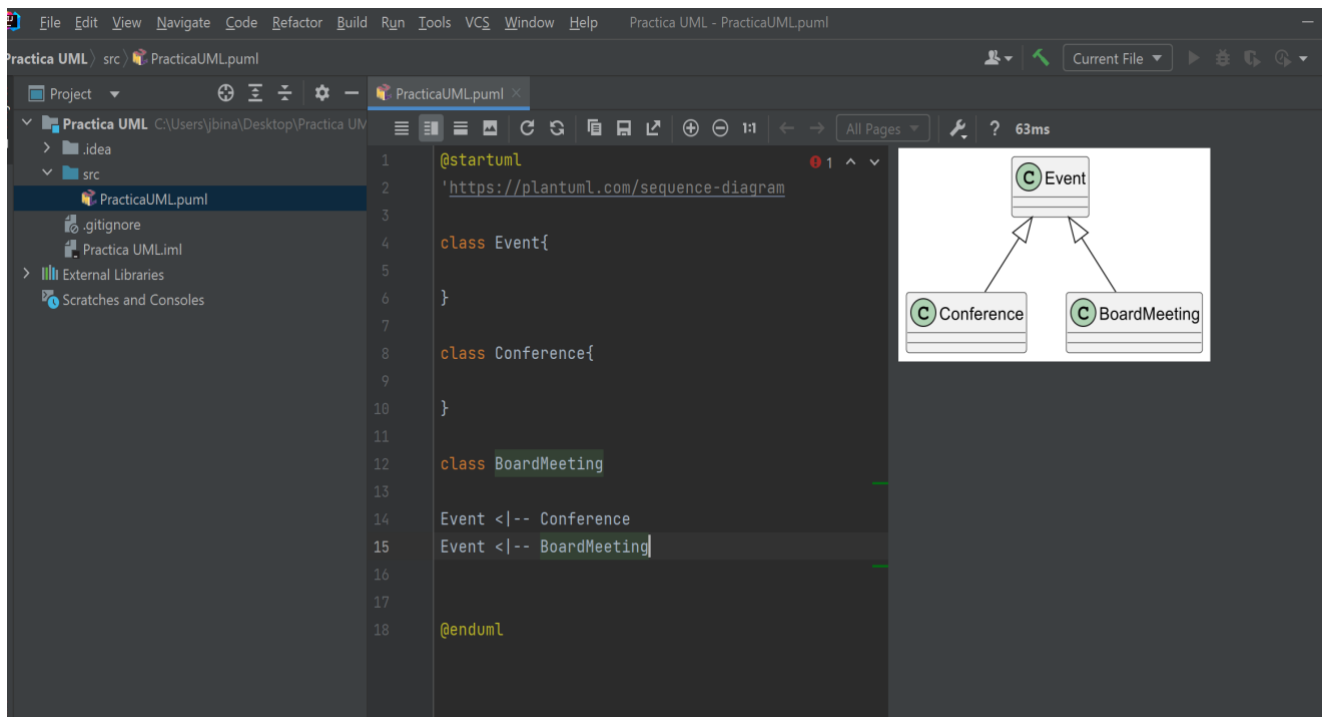 File Edit View Navigate Code Refactor Build Run Tools VCS Window Help Practica UML - PracticaUML.puml
Practica UML src PracticaUML.puml
Current File
Project
PracticaUML.puml
Practica UML C:\Users\jbina\Desktop\Practica UM
.idea
src
PracticaUML.puml
.gitignore
Practica UML.iml
External Libraries
Scratches and Consoles
1:1 All Pages ? 63ms
1 @startuml
1
2 'https://plantuml.com/sequence-diagram
3
4 class Event{
5
6 }
7
8 class Conference{
9
10 }
11
12 class BoardMeeting
13
14 Event <|-- Conference
15 Event <|-- BoardMeeting
16
17
18 @enduml
C Event
C Conference
C BoardMeeting